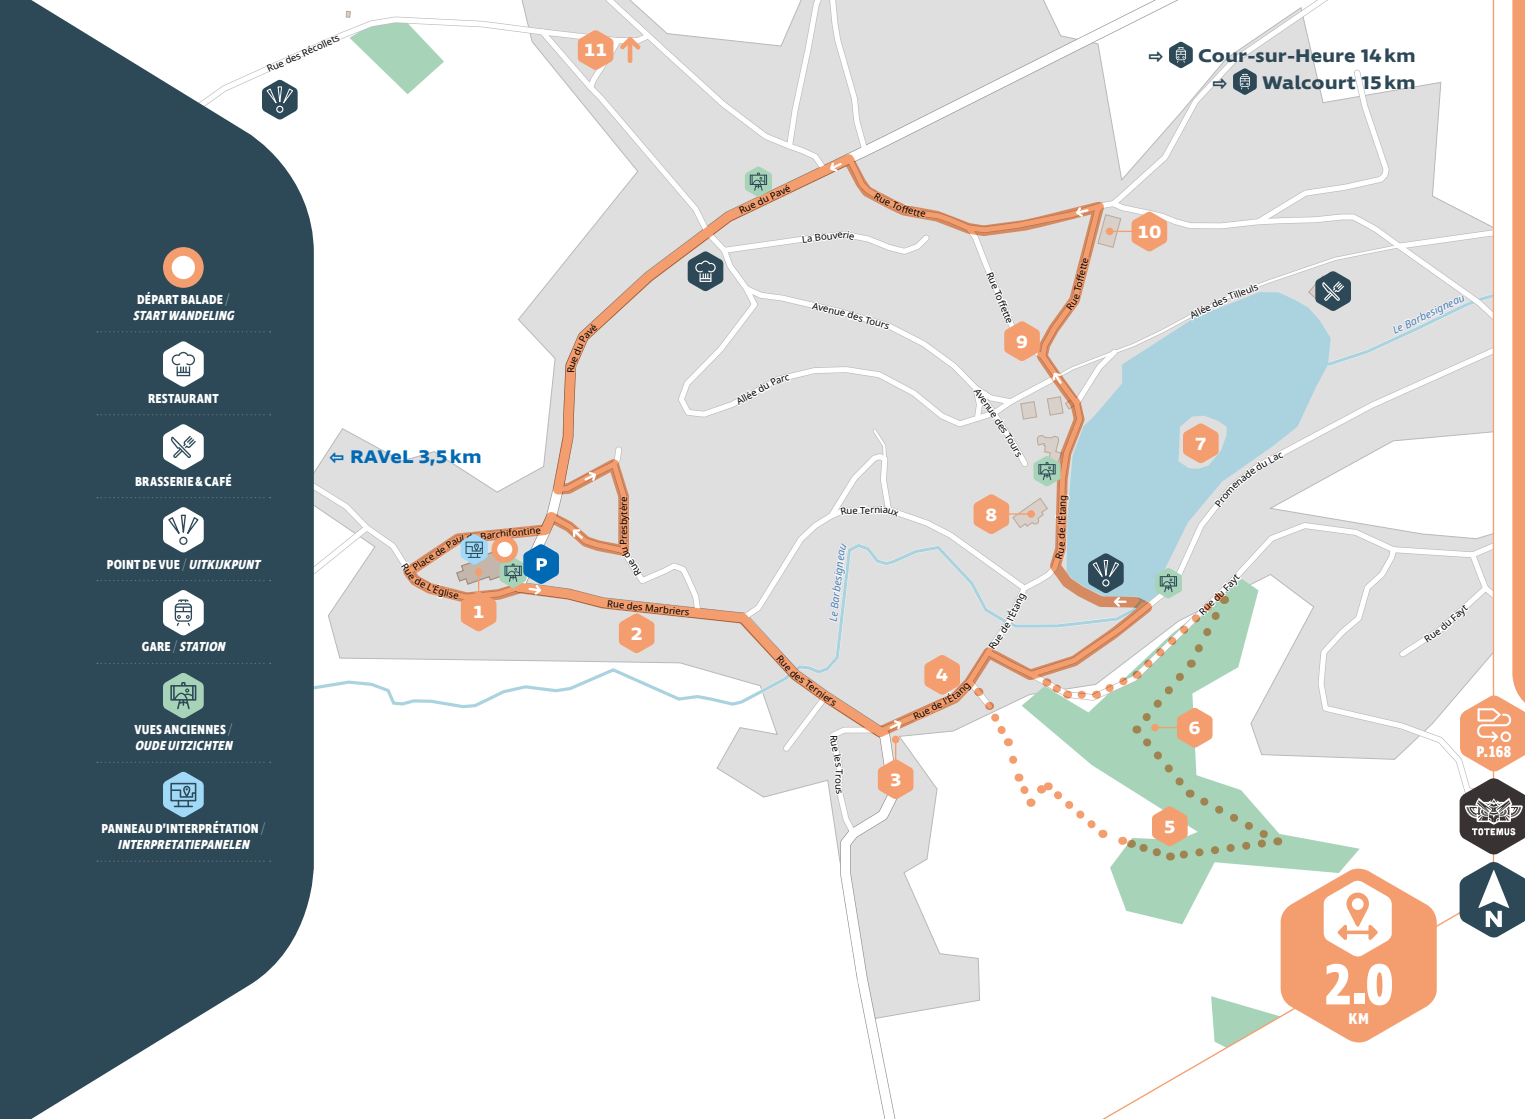 DÉPART BALADE /
START WANDELING
RESTAURANT
BRASSERIE & CAFÉ
POINT DE VUE / UITKIJKPUNT
GARE / STATION
VUES ANCIENNES /
OUDE UITZICHTEN
PANNEAU D'INTERPRÉTATION /
INTERPRETATIEPANELEN
Rue des Récollets
11
⇨ Cour-sur-Heure 14 km
⇨ Walcourt 15 km
Rue du Pavé
Rue Toffette
10
La Bouverie
Rue Toffette
Rue Toffette
Allée des Tilleuls
Le Barbesigneau
Avenue des Tours
Rue du Pavé
9
Allée du Parc
Avenue des Tours
7
⇦ RAVeL 3,5 km
Promenade du Lac
Rue Terniaux
8
Rue de l'Étang
Place de Paul de Barchifontine
Rue du Presbytère
P
Rue de L'Église
1
Rue des Marbriers
2
Le Barbesigneau
Rue de l'Étang
Rue du Fayt
Rue du Fayt
Rue des Terniers
4
Rue de l'Étang
6
3
Rue les Trous
5
P.168
TOTEMUS
N
2.0
KM